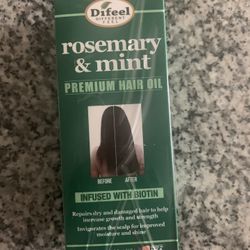 Difeel
DIFFERENT
FEEL
rosemary
& mint
PREMIUM HAIR OIL
BEFORE AFTER
INFUSED WITH BIOTIN
Repairs dry and damaged hair to help
increase growth and strength
Invigorates the scalp for improved
moisture and shine